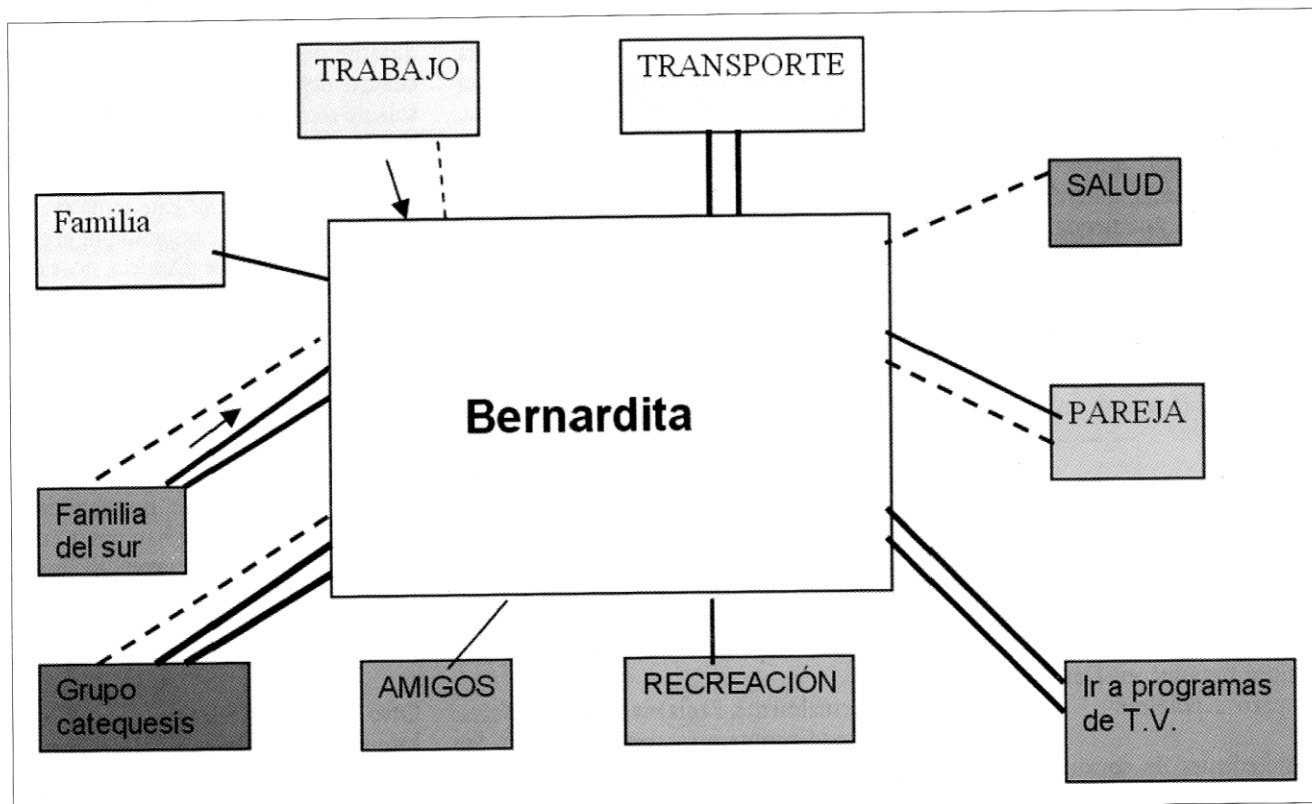 TRABAJO
TRANSPORTE
SALUD
Familia
PAREJA
Bernardita
Familia
del sur
Grupo
catequesis
AMIGOS
RECREACIÓN
Ir a programas
de T.V.